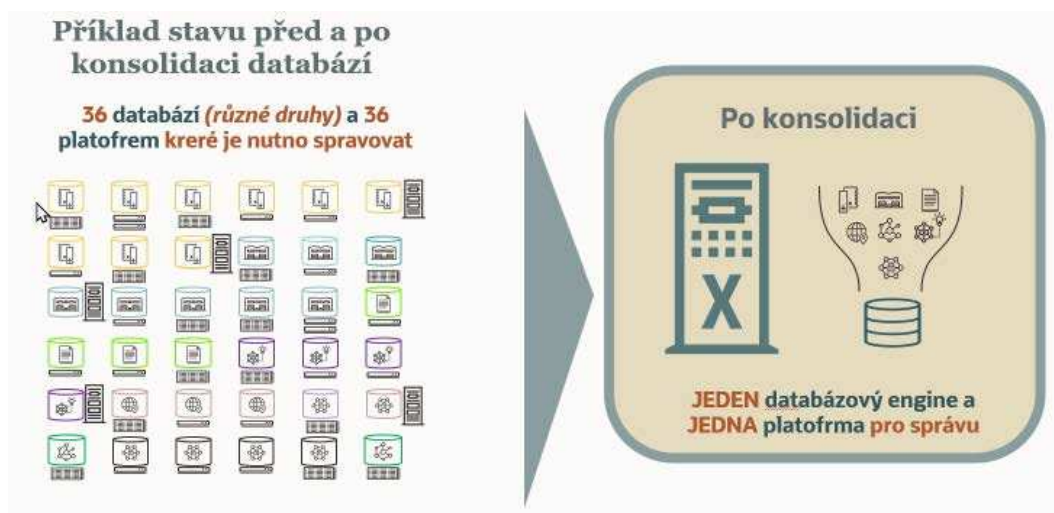 Příklad stavu před a po
konsolidaci databází
36 databází (různé druhy) a 36
platofrem kreré je nutno spravovat
Po konsolidaci
X
JEDEN databázový engine a
JEDNA platofrma pro správu